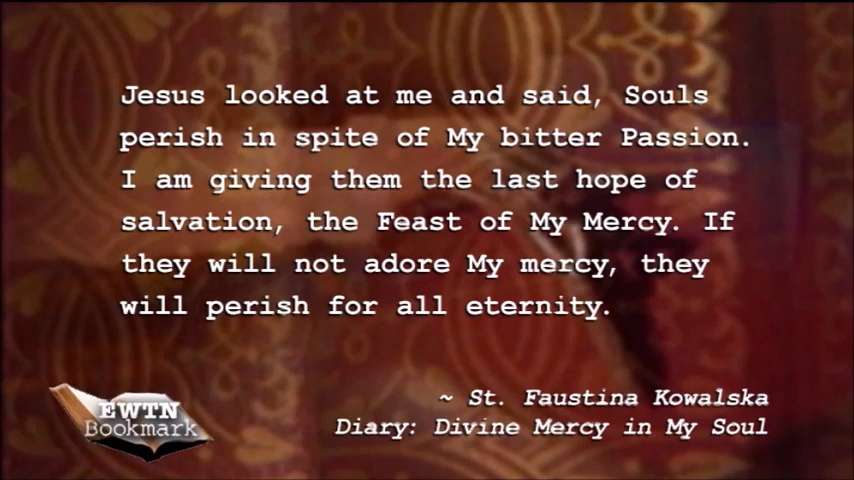 Jesus looked at me and said, Souls
perish in spite of My bitter Passion.
I am giving them the last hope of
salvation, the Feast of My Mercy. If
they will not adore My mercy, they
will perish for all eternity.
~ St. Faustina Kowalska
Diary: Divine Mercy in My Soul
EWTN
Bookmark